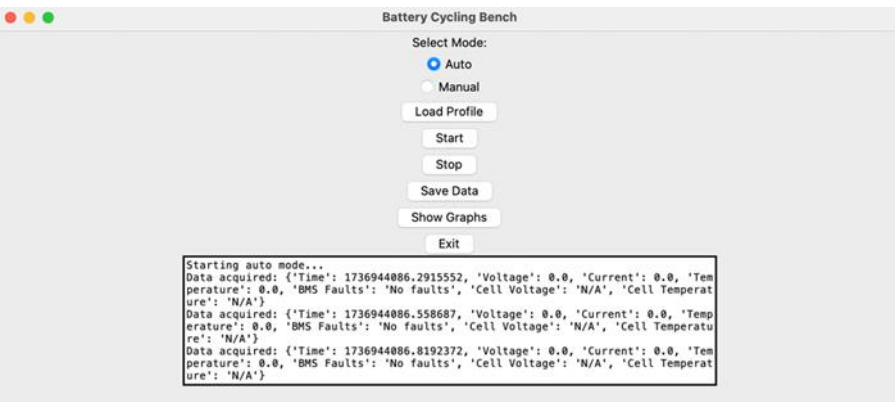 Battery Cycling Bench
Select Mode:
Auto
Manual
Load Profile
Start
Stop
Save Data
Show Graphs
Exit
Starting auto mode...
Data acquired: {'Time': 1736944086.2915552, 'Voltage': 0.0, 'Current': 0.0, 'Tem
perature': 0.0, 'BMS Faults': 'No faults', 'Cell Voltage': 'N/A', 'Cell Temperat
ure': 'N/A'}
Data acquired: {'Time': 1736944086.558687, 'Voltage': 0.0, 'Current': 0.0, 'Temp
erature': 0.0, 'BMS Faults': 'No faults', 'Cell Voltage': 'N/A', 'Cell Temperatu
re': 'N/A'}
Data acquired: {'Time': 1736944086.8192372, 'Voltage': 0.0, 'Current': 0.0, 'Tem
perature': 0.0, 'BMS Faults': 'No faults', 'Cell Voltage': 'N/A', 'Cell Temperat
ure': 'N/A'}